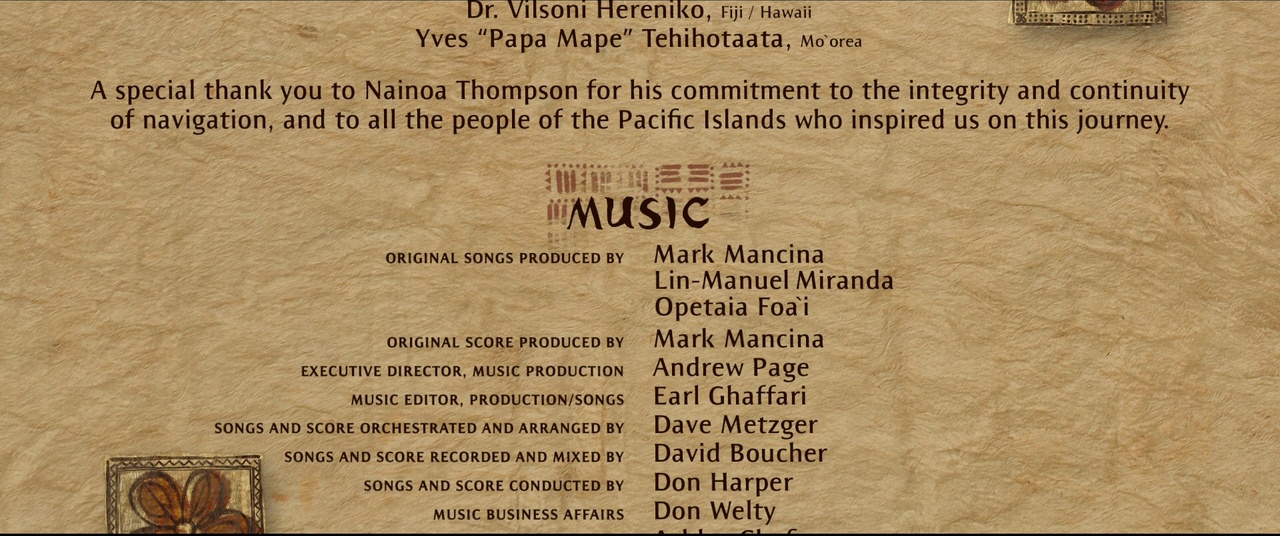 Dr. Vilsoni Hereniko, Fiji / Hawaii
Yves “Papa Mape” Tehihotaata, Mo`orea
A special thank you to Nainoa Thompson for his commitment to the integrity and continuity
of navigation, and to all the people of the Pacific Islands who inspired us on this journey.
MUSIC
ORIGINAL SONGS PRODUCED BY Mark Mancina
Lin-Manuel Miranda
Opetaia Foa`i
ORIGINAL SCORE PRODUCED BY Mark Mancina
EXECUTIVE DIRECTOR, MUSIC PRODUCTION Andrew Page
MUSIC EDITOR, PRODUCTION/SONGS Earl Ghaffari
SONGS AND SCORE ORCHESTRATED AND ARRANGED BY Dave Metzger
SONGS AND SCORE RECORDED AND MIXED BY David Boucher
SONGS AND SCORE CONDUCTED BY Don Harper
MUSIC BUSINESS AFFAIRS Don Welty